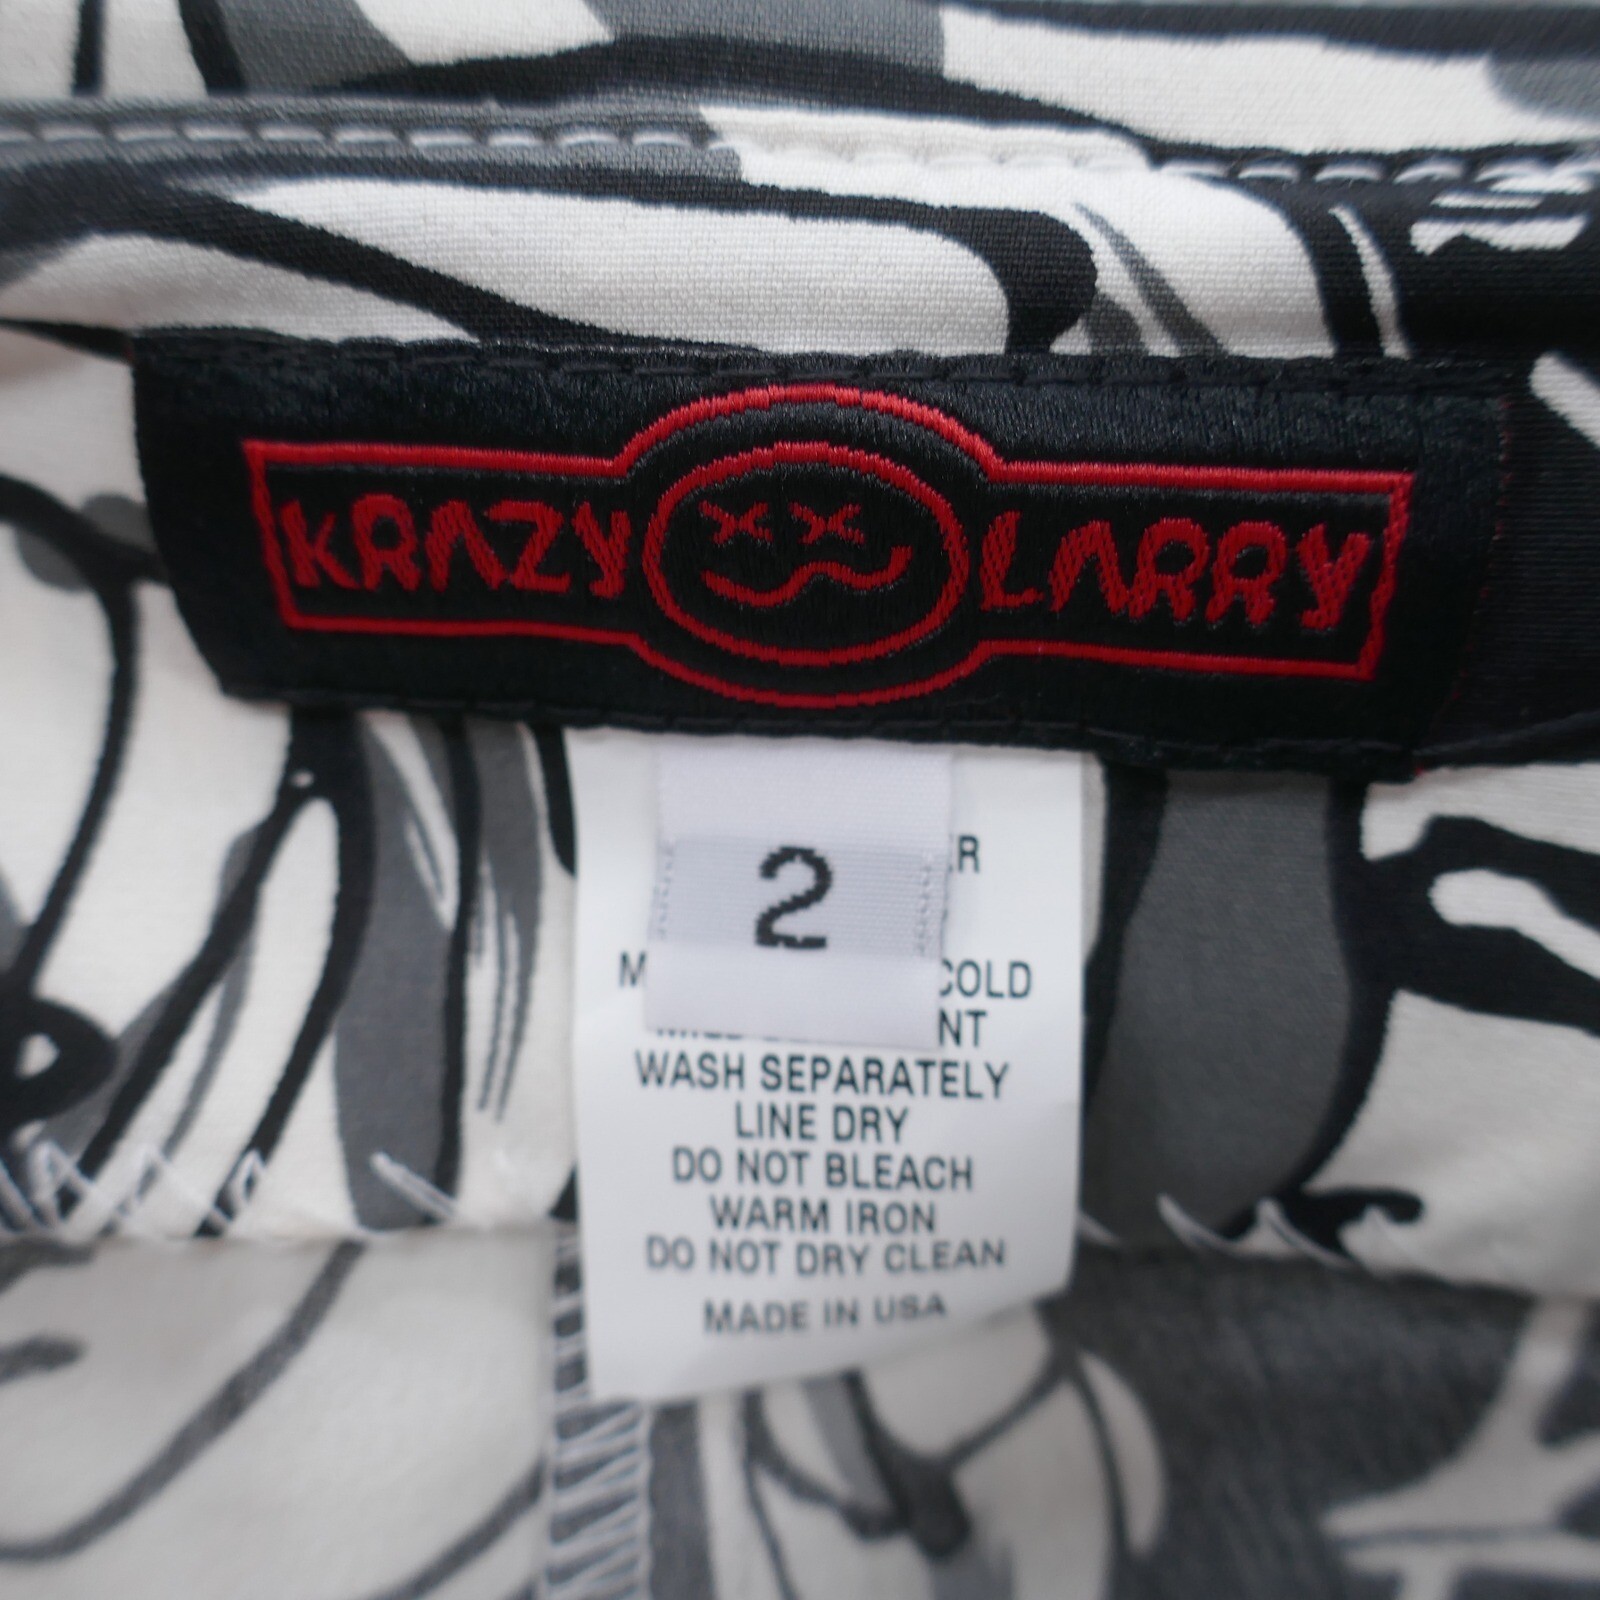 KRAZY LARRY
2
COLD
WASH SEPARATELY
LINE DRY
DO NOT BLEACH
WARM IRON
DO NOT DRY CLEAN
MADE IN USA